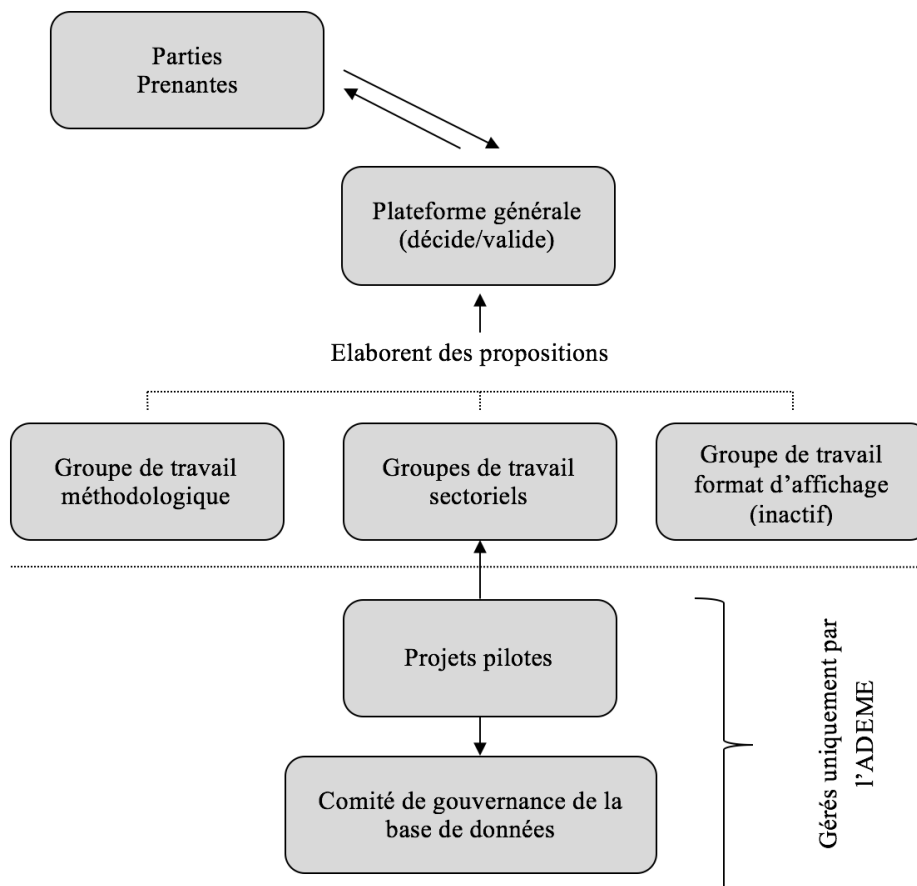 Parties
Prenantes
Plateforme générale
(décide/valide)
Elaborent des propositions
Groupe de travail
méthodologique
Groupes de travail
sectoriels
Groupe de travail
format d’affichage
(inactif)
Projets pilotes
Comité de gouvernance de la
base de données
Gérés uniquement par
l’ADEME